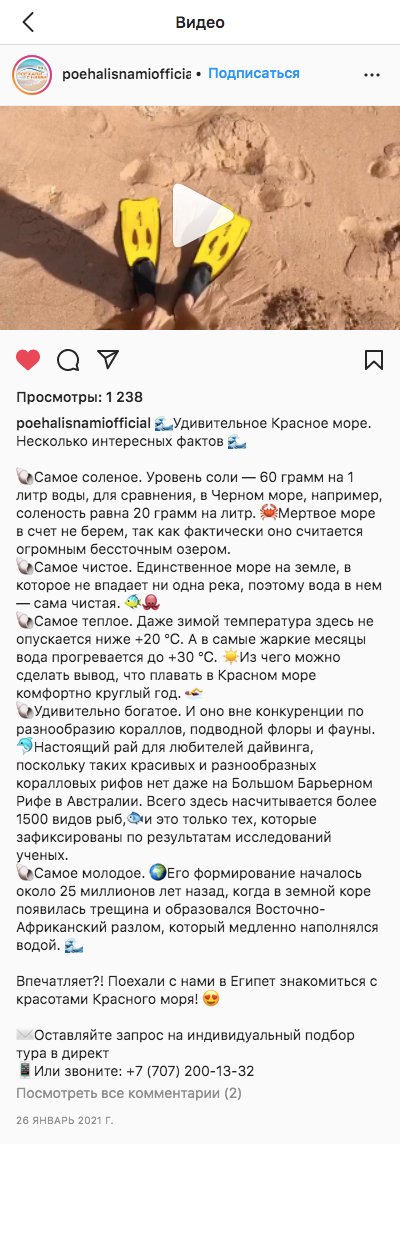 Видео
poehalisnamiofficia • Подписаться
Просмотры: 1 238
poehalisnamiofficial 🌊Удивительное Красное море.
Несколько интересных фактов 🌊
🐚Самое соленое. Уровень соли — 60 грамм на 1
литр воды, для сравнения, в Черном море, например,
соленость равна 20 грамм на литр. 🦀Мертвое море
в счет не берем, так как фактически оно считается
огромным бессточным озером.
🐚Самое чистое. Единственное море на земле, в
которое не впадает ни одна река, поэтому вода в нем
— сама чистая. 🐠🐙
🐚Самое теплое. Даже зимой температура здесь не
опускается ниже +20 °C. А в самые жаркие месяцы
вода прогревается до +30 °C. ☀️Из чего можно
сделать вывод, что плавать в Красном море
комфортно круглый год. 🏊
🐚Удивительно богатое. И оно вне конкуренции по
разнообразию кораллов, подводной флоры и фауны.
🐬Настоящий рай для любителей дайвинга,
поскольку таких красивых и разнообразных
коралловых рифов нет даже на Большом Барьерном
Рифе в Австралии. Всего здесь насчитывается более
1500 видов рыб,🐟и это только тех, которые
зафиксированы по результатам исследований
ученых.
🐚Самое молодое. 🌍Его формирование началось
около 25 миллионов лет назад, когда в земной коре
появилась трещина и образовался Восточно-
Африканский разлом, который медленно наполнялся
водой. 🌊
Впечатляет?! Поехали с нами в Египет знакомиться с
красотами Красного моря! 😍
✉️Оставляйте запрос на индивидуальный подбор
тура в директ
📱Или звоните: +7 (707) 200-13-32
Посмотреть все комментарии (2)
26 ЯНВАРЬ 2021 Г.